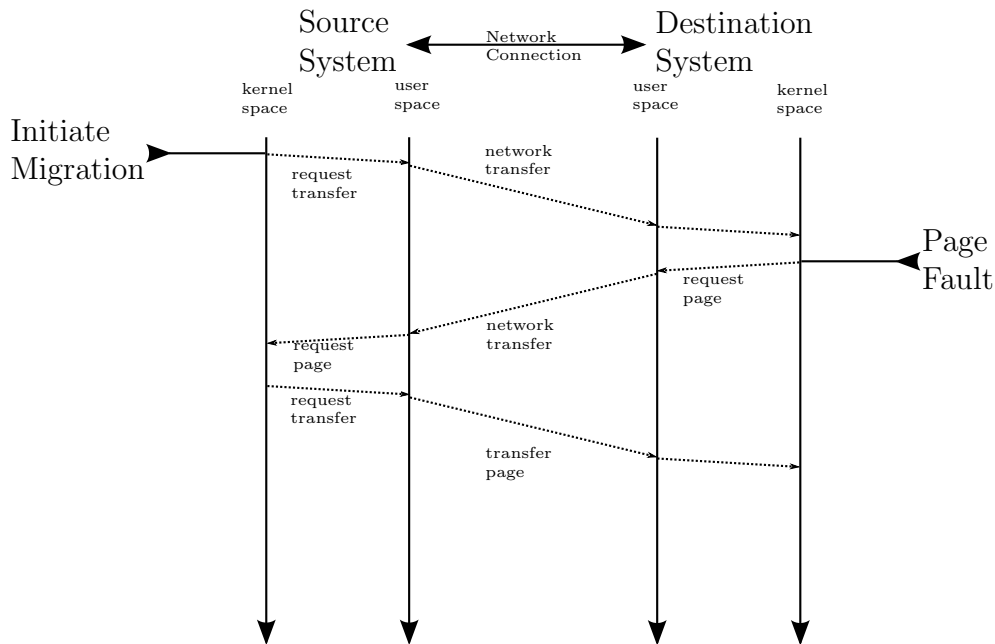 Source
System
Network
Connection
Destination
System
kernel
space
user
space
user
space
kernel
space
Initiate
Migration
request
transfer
network
transfer
Page
Fault
request
page
network
transfer
request
page
request
transfer
transfer
page